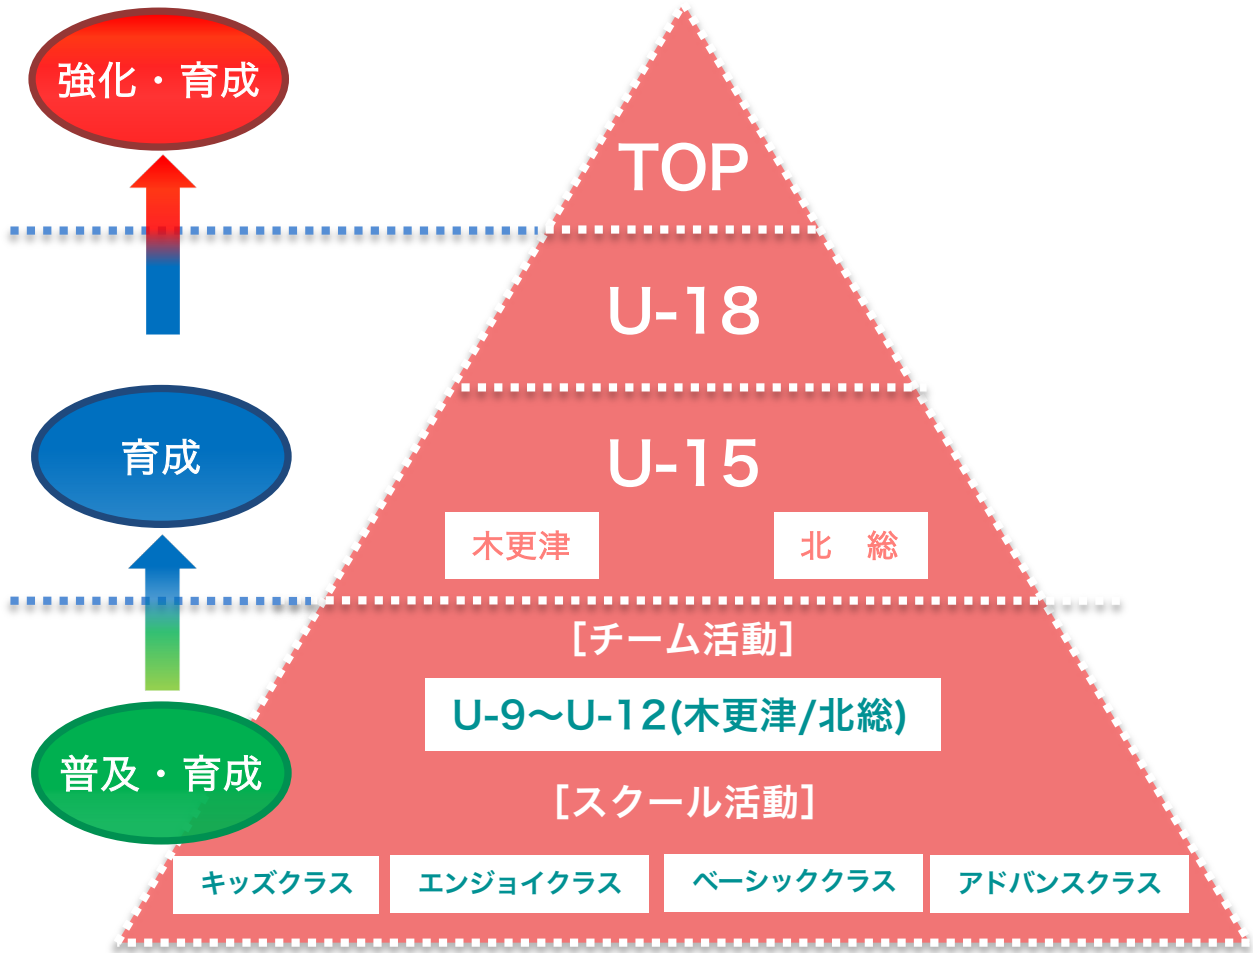 強化・育成
TOP
U-18
育成
U-15
木更津
北　総
[チーム活動]
U-9〜U-12(木更津/北総)
普及・育成
[スクール活動]
キッズクラス
エンジョイクラス
ベーシッククラス
アドバンスクラス